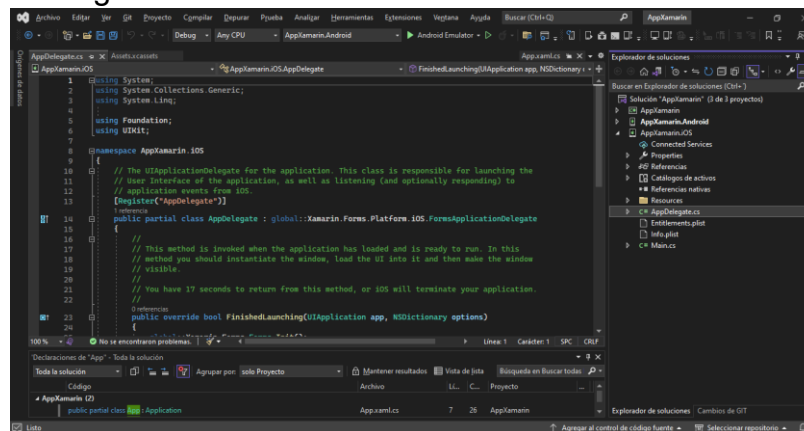 Archivo Editar Ver Git Proyecto Compilar Depurar Prueba Analizar Herramientas Extensiones Ventana Ayuda Buscar (Ctrl+Q) AppXamarin
Debug Any CPU AppXamarin.Android Android Emulator
AppDelegate.cs Assets.xcassets App.xaml.cs
AppXamarin.iOS AppXamarin.iOS.AppDelegate FinishedLaunching(UIApplication app, NSDictionary
Orígenes de datos
1 using System;
2 using System.Collections.Generic;
3 using System.Linq;
4
5 using Foundation;
6 using UIKit;
7
8 namespace AppXamarin.iOS
9 {
10 // The UIApplicationDelegate for the application. This class is responsible for launching the
11 // User Interface of the application, as well as listening (and optionally responding) to
12 // application events from iOS.
13 [Register("AppDelegate")]
1 referencia
14 public partial class AppDelegate : global::Xamarin.Forms.Platform.iOS.FormsApplicationDelegate
15 {
16 //
17 // This method is invoked when the application has loaded and is ready to run. In this
18 // method you should instantiate the window, load the UI into it and then make the window
19 // visible.
20 //
21 // You have 17 seconds to return from this method, or iOS will terminate your application.
22 //
0 referencias
23 public override bool FinishedLaunching(UIApplication app, NSDictionary options)
24 {
100 % No se encontraron problemas. Línea: 1 Carácter: 1 SPC CRLF
'Declaraciones de "App" - Toda la solución
Toda la solución Agrupar por: solo Proyecto Mantener resultados Vista de lista Búsqueda en Buscar todas
Código Archivo Lí... C... Proyecto
AppXamarin (2)
public partial class App : Application App.xaml.cs 7 26 AppXamarin
Explorador de soluciones
Buscar en Explorador de soluciones (Ctrl+')
Solución "AppXamarin" (3 de 3 proyectos)
AppXamarin
AppXamarin.Android
AppXamarin.iOS
Connected Services
Properties
Referencias
Catálogos de activos
Referencias nativas
Resources
C# AppDelegate.cs
Entitlements.plist
Info.plist
C# Main.cs
Explorador de soluciones Cambios de GIT
Listo Agregar al control de código fuente Seleccionar repositorio